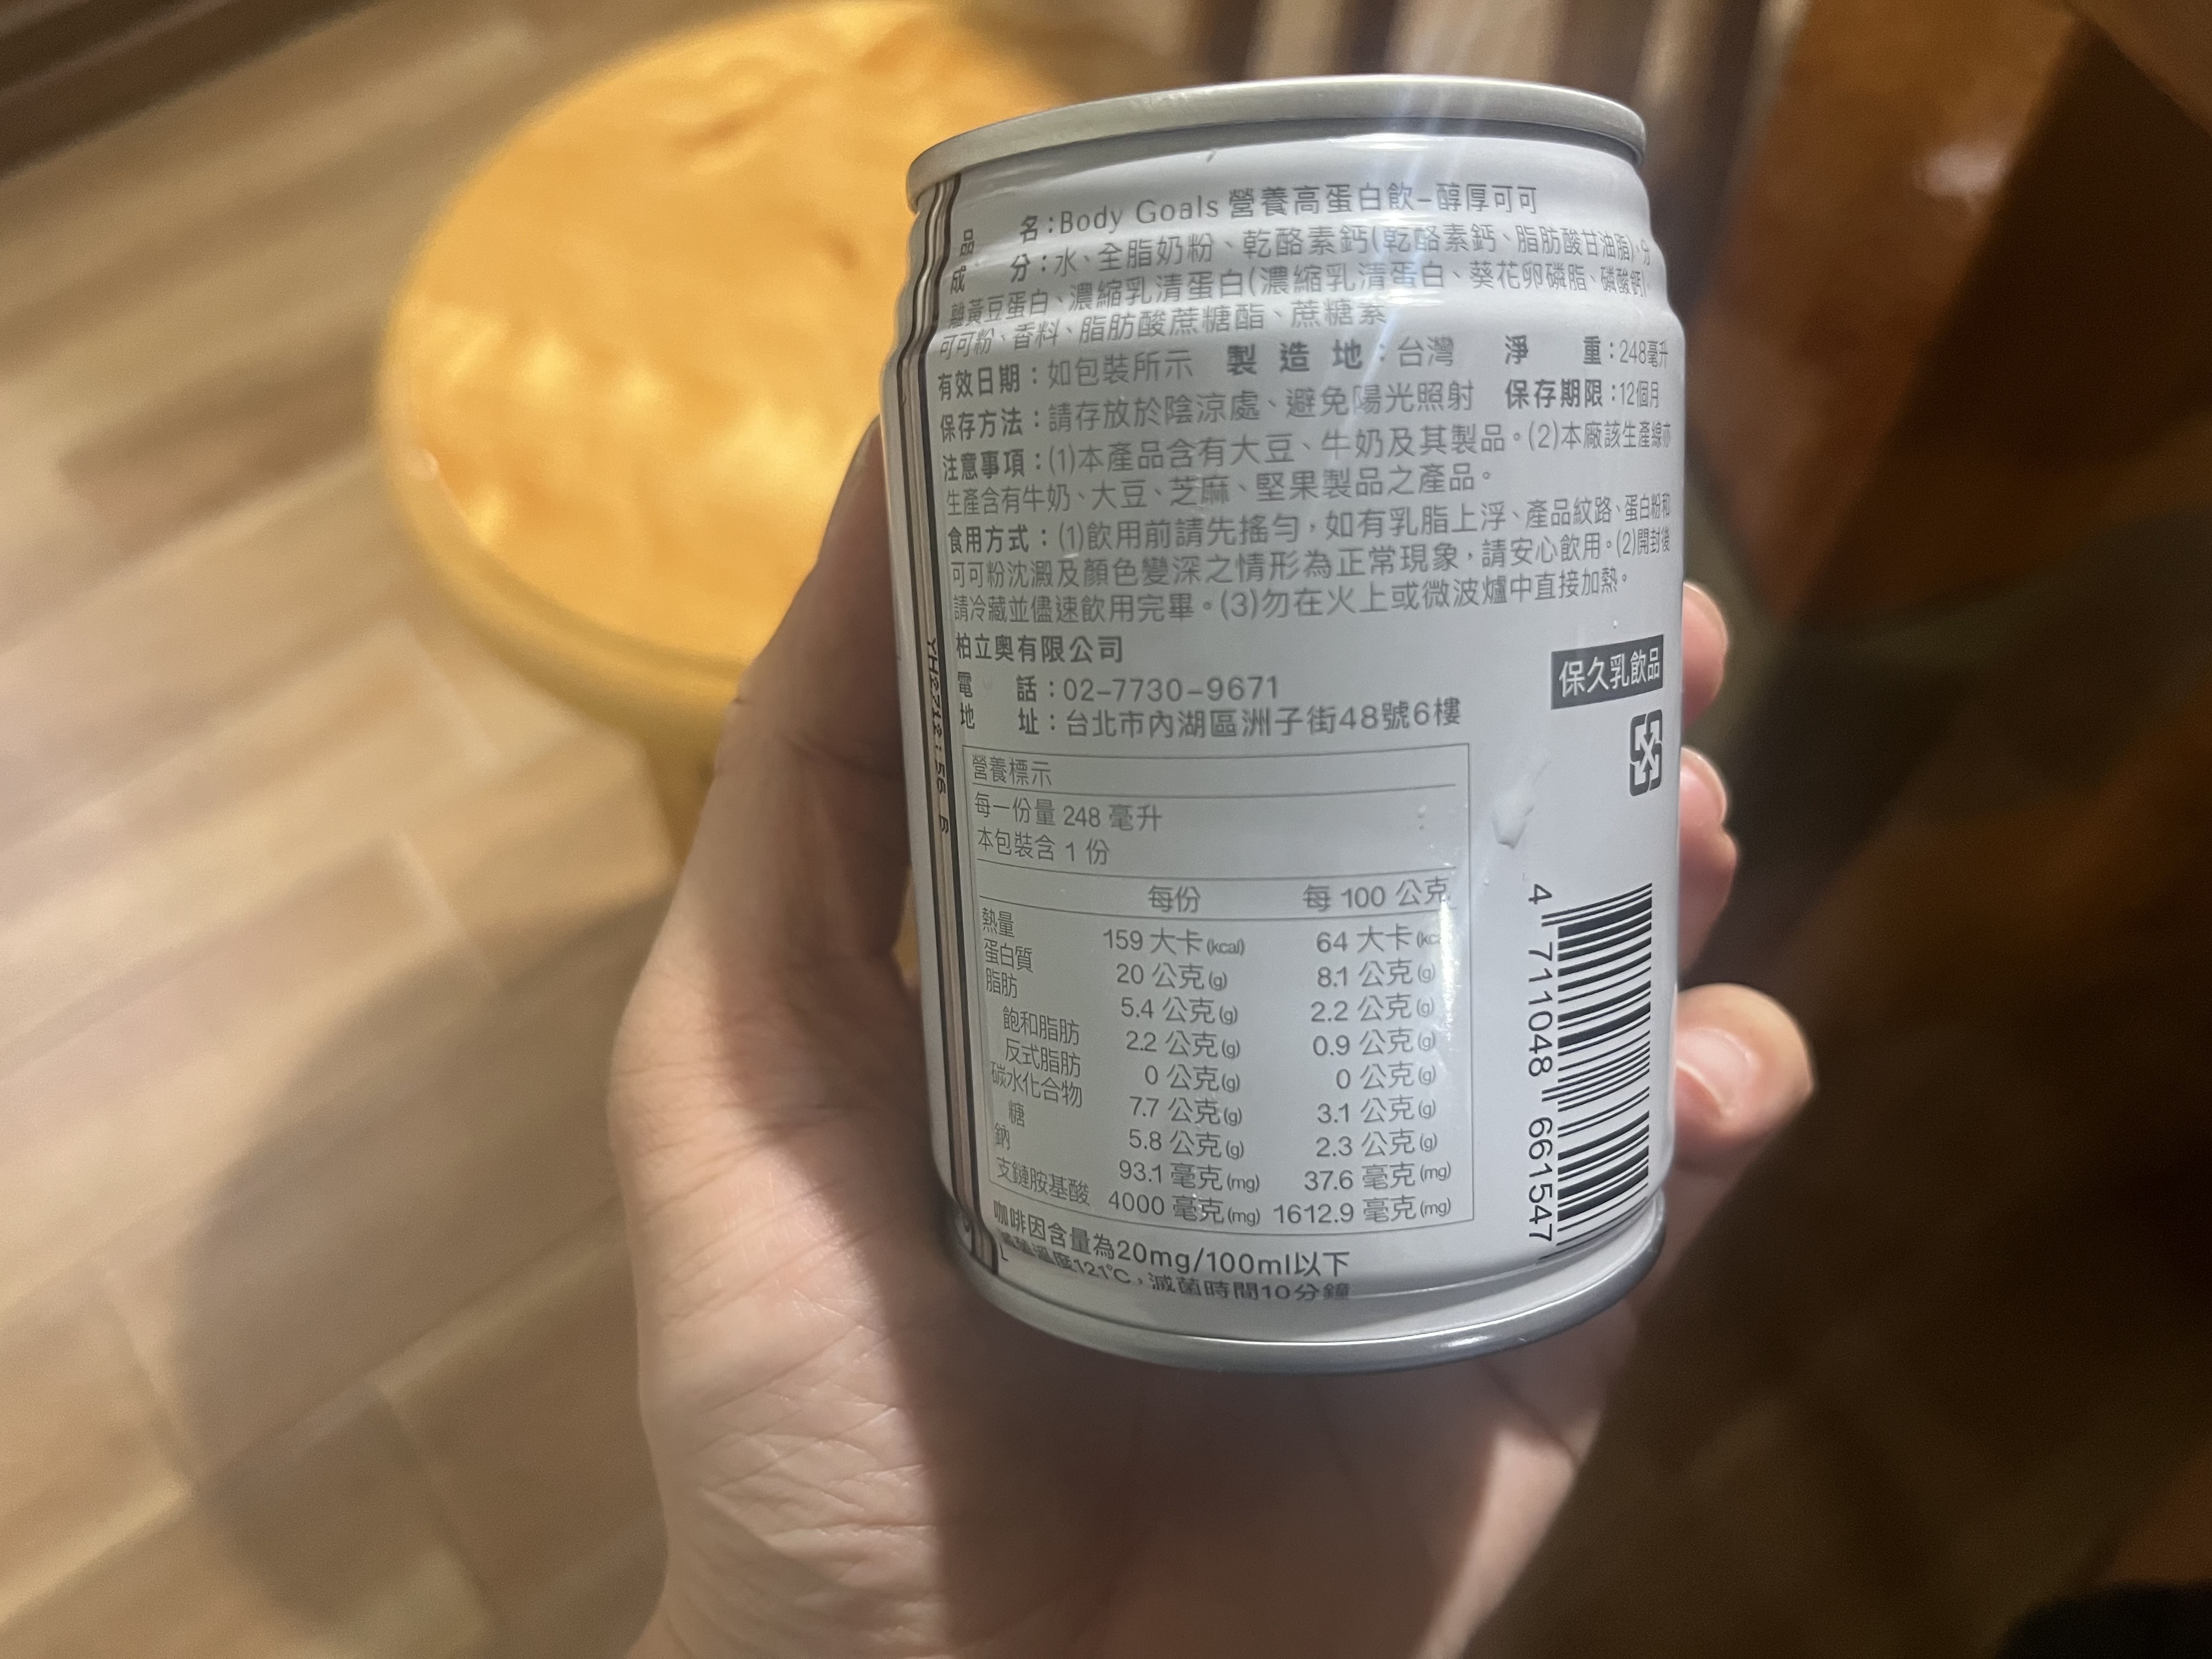 品名：Body Goals 營養高蛋白飲-醇厚可可
成分：水、全脂奶粉、乾酪素鈣(乾酪素鈣、脂肪酸甘油脂)、分
離黃豆蛋白、濃縮乳清蛋白(濃縮乳清蛋白、葵花卵磷脂、磷酸鈣)、
可可粉、香料、脂肪酸蔗糖酯、蔗糖素
有效日期：如包裝所示 製造地：台灣 淨重：248毫升
保存方法：請存放於陰涼處、避免陽光照射 保存期限：12個月
注意事項：(1)本產品含有大豆、牛奶及其製品。(2)本廠該生產線亦
生產含有牛奶、大豆、芝麻、堅果製品之產品。
食用方式：(1)飲用前請先搖勻，如有乳脂上浮、產品紋路、蛋白粉和
可可粉沈澱及顏色變深之情形為正常現象，請安心飲用。(2)開封後
請冷藏並儘速飲用完畢。(3)勿在火上或微波爐中直接加熱。
柏立奧有限公司
電話：02-7730-9671
地址：台北市內湖區洲子街48號6樓
保久乳飲品
營養標示
每一份量 248 毫升
本包裝含 1 份
每份 每 100 公克
熱量 159 大卡(kcal) 64 大卡
蛋白質 20 公克(g) 8.1 公克(g)
脂肪 5.4 公克(g) 2.2 公克(g)
飽和脂肪 2.2 公克(g) 0.9 公克(g)
反式脂肪 0 公克(g) 0 公克(g)
碳水化合物 7.7 公克(g) 3.1 公克(g)
糖 5.8 公克(g) 2.3 公克(g)
鈉 93.1 毫克(mg) 37.6 毫克(mg)
支鏈胺基酸 4000 毫克(mg) 1612.9 毫克(mg)
咖啡因含量為20mg/100ml以下
滅菌溫度121℃，滅菌時間10分鐘
4 711048 661547